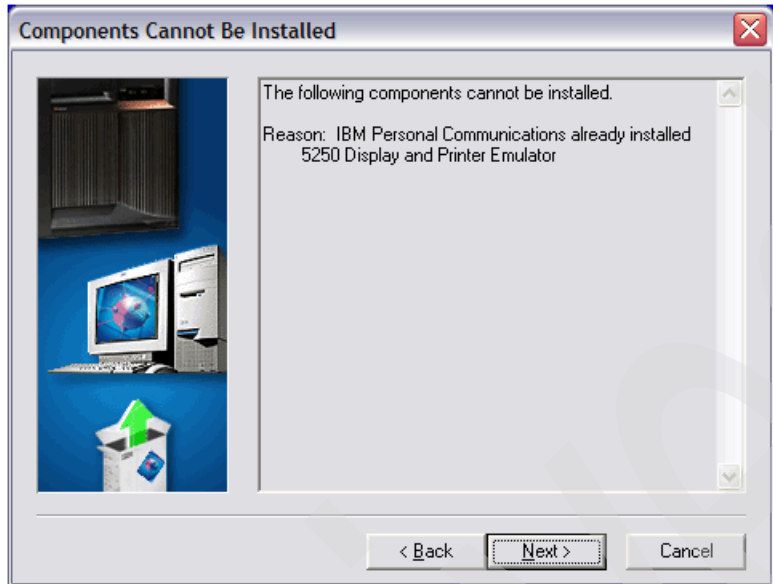 Components Cannot Be Installed
The following components cannot be installed.
Reason: IBM Personal Communications already installed
5250 Display and Printer Emulator
< Back
Next >
Cancel